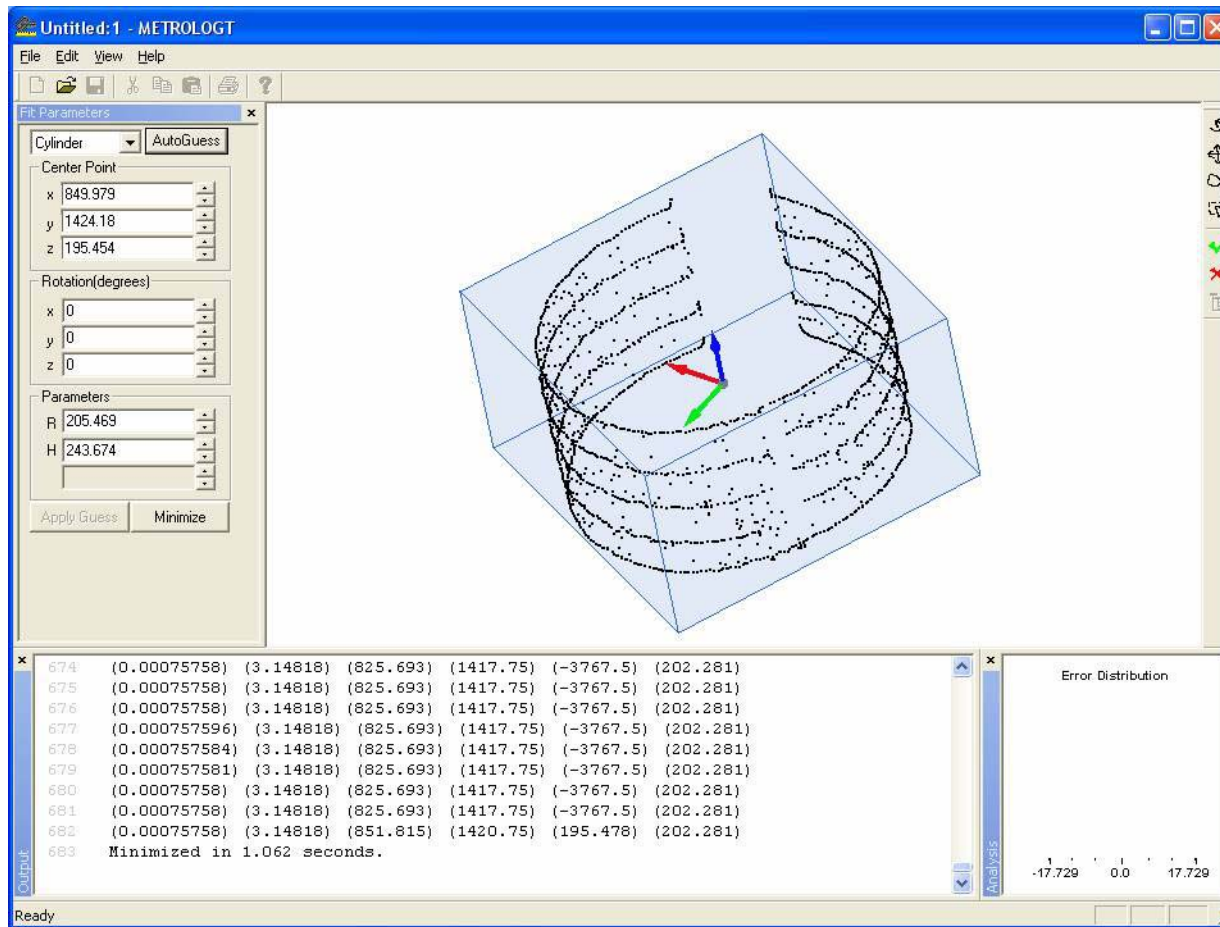 Untitled:1 - METROLOGT
File Edit View Help
Fit Parameters
Cylinder AutoGuess
Center Point
x 849.979
y 1424.18
z 195.454
Rotation(degrees)
x 0
y 0
z 0
Parameters
R 205.469
H 243.674
Apply Guess Minimize
Output
674 (0.00075758) (3.14818) (825.693) (1417.75) (-3767.5) (202.281)
675 (0.00075758) (3.14818) (825.693) (1417.75) (-3767.5) (202.281)
676 (0.00075758) (3.14818) (825.693) (1417.75) (-3767.5) (202.281)
677 (0.000757596) (3.14818) (825.693) (1417.75) (-3767.5) (202.281)
678 (0.000757584) (3.14818) (825.693) (1417.75) (-3767.5) (202.281)
679 (0.000757581) (3.14818) (825.693) (1417.75) (-3767.5) (202.281)
680 (0.00075758) (3.14818) (825.693) (1417.75) (-3767.5) (202.281)
681 (0.00075758) (3.14818) (825.693) (1417.75) (-3767.5) (202.281)
682 (0.00075758) (3.14818) (851.815) (1420.75) (195.478) (202.281)
683 Minimized in 1.062 seconds.
Analysis
Error Distribution
-17.729 0.0 17.729
Ready